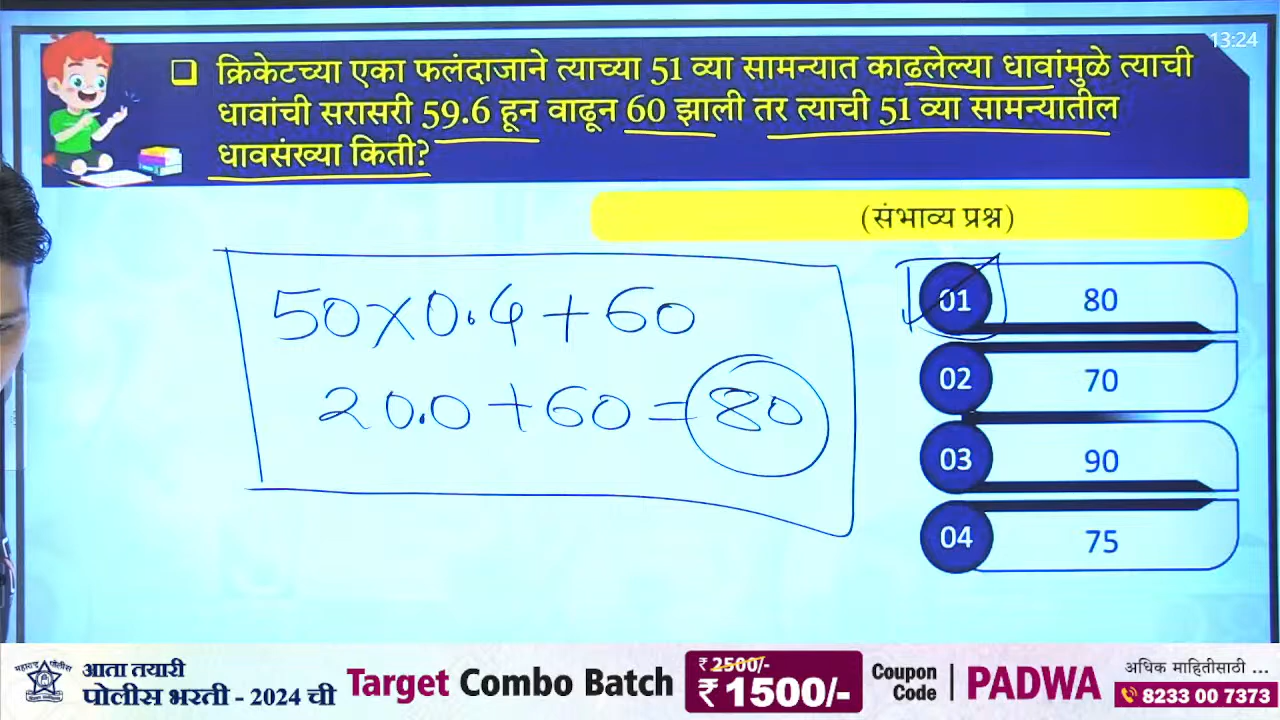 13:24
❑ क्रिकेटच्या एका फलंदाजाने त्याच्या 51 व्या सामन्यात काढलेल्या धावांमुळे त्याची
धावांची सरासरी 59.6 हून वाढून 60 झाली तर त्याची 51 व्या सामन्यातील
धावसंख्या किती?
(संभाव्य प्रश्न)
50×0.4+60
20.0+60=80
01 80
02 70
03 90
04 75
महाराष्ट्र पोलीस
आता तयारी
पोलीस भरती - 2024 ची
Target Combo Batch
₹ 2500/-
₹ 1500/-
Coupon
Code
PADWA
अधिक माहितीसाठी ...
8233 00 7373